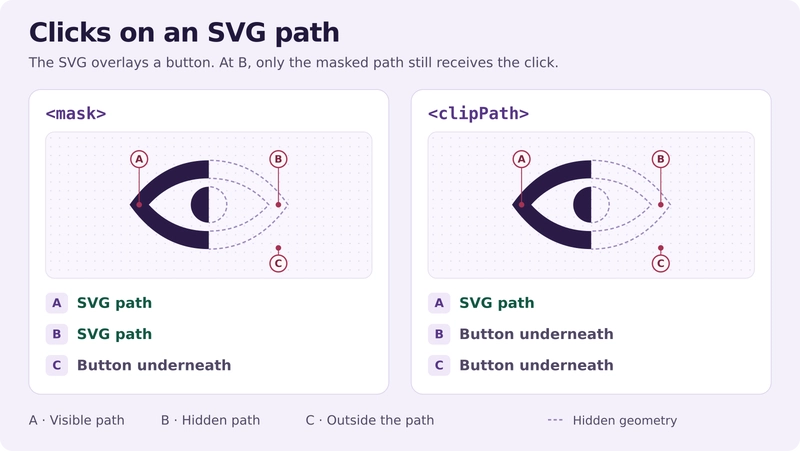 Clicks on an SVG path
The SVG overlays a button. At B, only the masked path still receives the click.
<mask>
A
B
C
A SVG path
B SVG path
C Button underneath
<clipPath>
A
B
C
A SVG path
B Button underneath
C Button underneath
A · Visible path
B · Hidden path
C · Outside the path
Hidden geometry